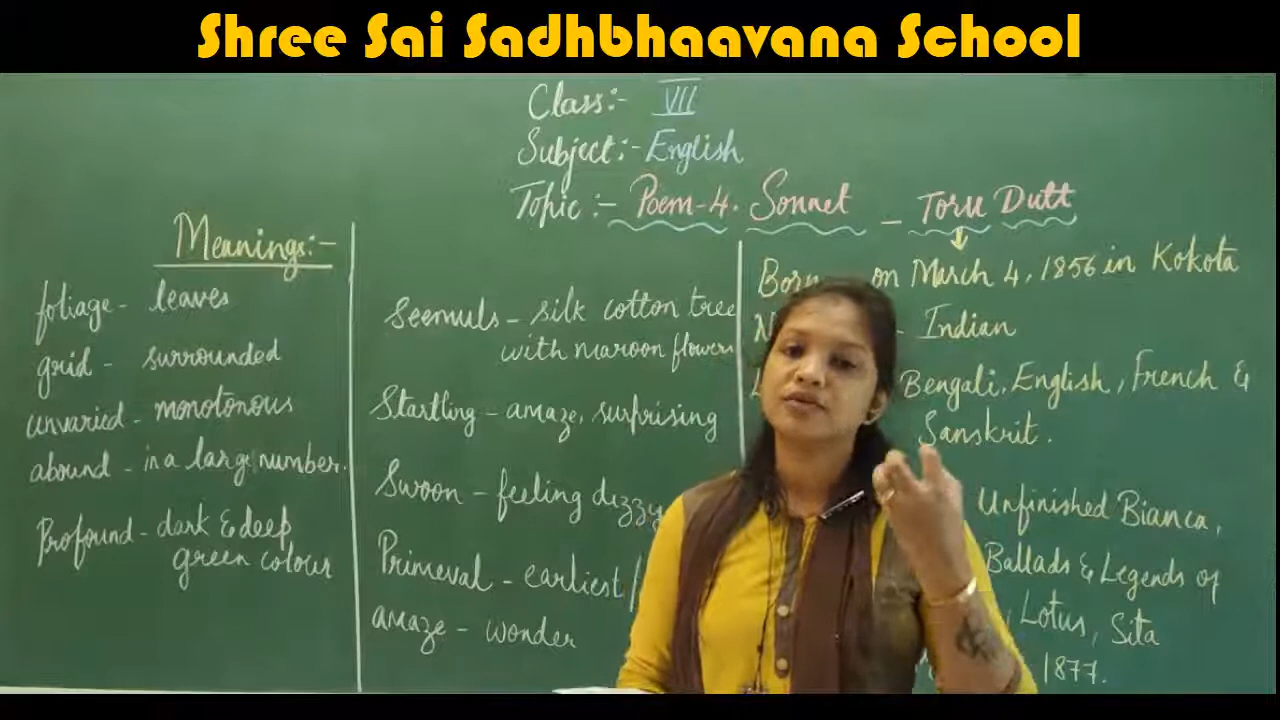 Shree Sai Sadhbhaavana School
Class:- VII
Subject:- English
Topic:- Poem-4. Sonnet - Toru Dutt
Meanings:-
foliage - leaves
grid - surrounded
unvaried - monotonous
abound - in a large number.
Profound - dark & deep
green colour
Seemuls - silk cotton tree
with maroon flowers
Startling - amaze, surprising
Swoon - feeling dizzy
Primeval - earliest /
amaze - wonder
Born on March 4, 1856 in Kokota
- Indian
Bengali, English, French &
Sanskrit.
Unfinished Bianca,
Ballads & Legends of
, Lotus, Sita
1877.